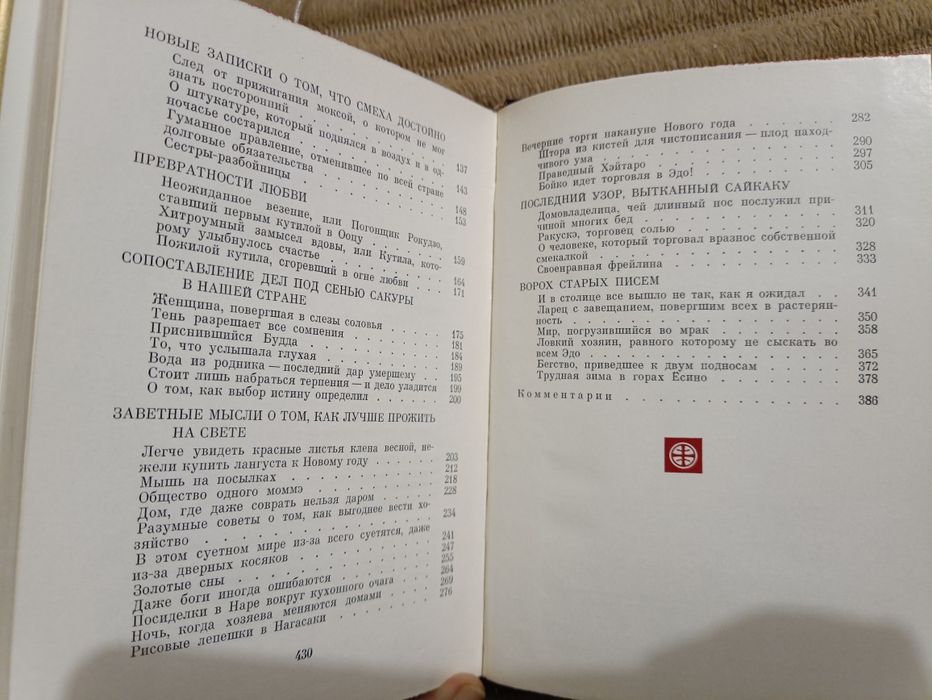 НОВЫЕ ЗАПИСКИ О ТОМ, ЧТО СМЕХА ДОСТОЙНО
След от прижигания моксой, о котором не мог
знать посторонний . . . . . . . . . . 137
О штукатуре, который поднялся в воздух и в од-
ночасье состарился . . . . . . . . . . 143
Гуманное правление, отменившее по всей стране
долговые обязательства . . . . . . . . . . 148
Сестры-разбойницы . . . . . . . . . . 153
ПРЕВРАТНОСТИ ЛЮБВИ
Неожиданное везение, или Погонщик Рокудзо,
ставший первым кутилой в Ооцу . . . . . 159
Хитроумный замысел вдовы, или Кутила, кото-
рому улыбнулось счастье . . . . . . . . 164
Пожилой кутила, сгоревший в огне любви . . . 171
СОПОСТАВЛЕНИЕ ДЕЛ ПОД СЕНЬЮ САКУРЫ
В НАШЕЙ СТРАНЕ
Женщина, повергшая в слезы соловья . . . . 175
Тень разрешает все сомнения . . . . . . . 181
Приснившийся Будда . . . . . . . . . . 184
То, что услышала глухая . . . . . . . . . 189
Вода из родника — последний дар умершему . . 195
Стоит лишь набраться терпения — и дело уладится 199
О том, как выбор истину определил . . . . . 200
ЗАВЕТНЫЕ МЫСЛИ О ТОМ, КАК ЛУЧШЕ ПРОЖИТЬ
НА СВЕТЕ
Легче увидеть красные листья клена весной, не-
жели купить лангуста к Новому году . . . . . 203
Мышь на посылках . . . . . . . . . . 212
Общество одного моммэ . . . . . . . . . 218
Дом, где даже соврать нельзя даром . . . . . 228
Разумные советы о том, как выгоднее вести хо-
зяйство . . . . . . . . . . . . . 234
В этом суетном мире из-за всего суетятся, даже
из-за дверных косяков . . . . . . . . . 241
Золотые сны . . . . . . . . . . . . 247
Даже боги иногда ошибаются . . . . . . . 255
Посиделки в Наре вокруг кухонного очага . . . 264
Ночь, когда хозяева меняются домами . . . . 269
Рисовые лепешки в Нагасаки . . . . . . . 276
430
Вечерние торги накануне Нового года . . . . . 282
Штора из кистей для чистописания — плод наход-
чивого ума . . . . . . . . . . . . 290
Праведный Хэйтаро . . . . . . . . . . 297
Бойко идет торговля в Эдо! . . . . . . . . 305
ПОСЛЕДНИЙ УЗОР, ВЫТКАННЫЙ САЙКАКУ
Домовладелица, чей длинный нос послужил при-
чиной многих бед . . . . . . . . . . 311
Ракускэ, торговец солью . . . . . . . . . 320
О человеке, который торговал вразнос собственной
смекалкой . . . . . . . . . . . . 328
Своенравная фрейлина . . . . . . . . . 333
ВОРОХ СТАРЫХ ПИСЕМ
И в столице все вышло не так, как я ожидал . . 341
Ларец с завещанием, повергшим всех в растерян-
ность . . . . . . . . . . . . . . 350
Мир, погрузившийся во мрак . . . . . . . 358
Ловкий хозяин, равного которому не сыскать во
всем Эдо . . . . . . . . . . . . . 365
Бегство, приведшее к двум подносам . . . . . 372
Трудная зима в горах Ёсино . . . . . . . . 378
Комментарии . . . . . . . . . . . . 386